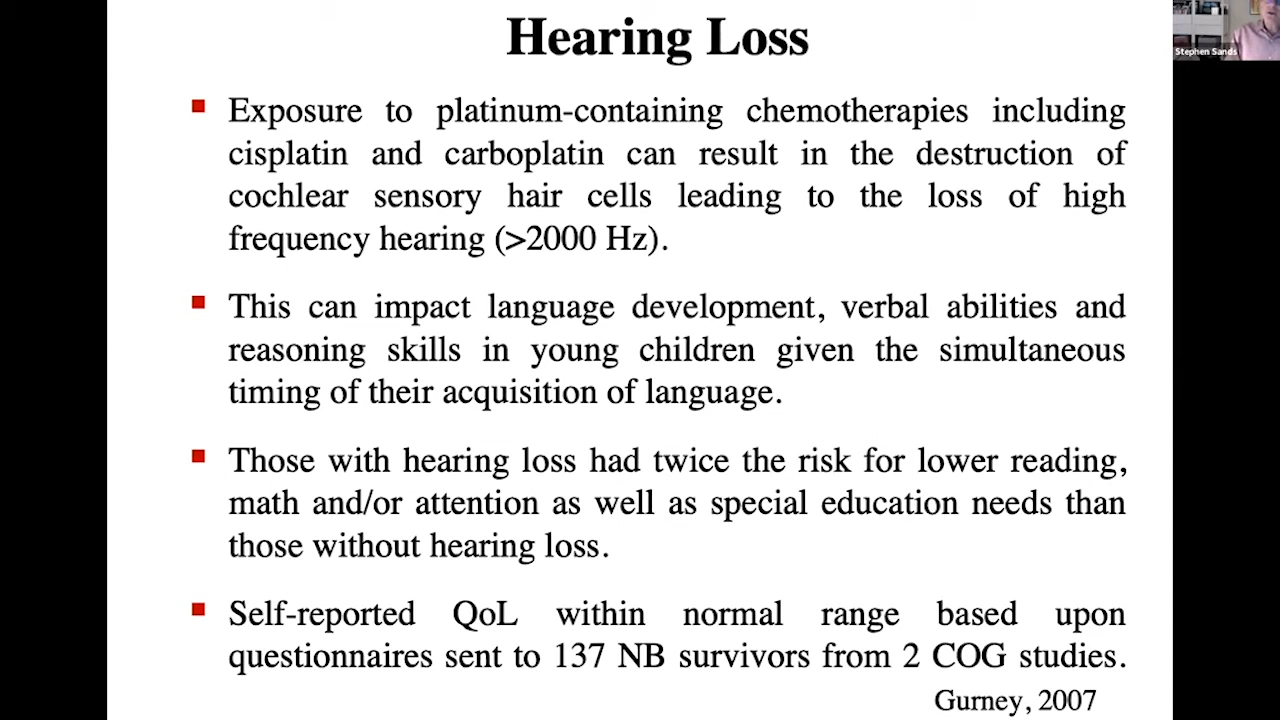 Hearing Loss
Stephen Sands
Exposure to platinum-containing chemotherapies including
cisplatin and carboplatin can result in the destruction of
cochlear sensory hair cells leading to the loss of high
frequency hearing (>2000 Hz).
This can impact language development, verbal abilities and
reasoning skills in young children given the simultaneous
timing of their acquisition of language.
Those with hearing loss had twice the risk for lower reading,
math and/or attention as well as special education needs than
those without hearing loss.
Self-reported QoL within normal range based upon
questionnaires sent to 137 NB survivors from 2 COG studies.
Gurney, 2007